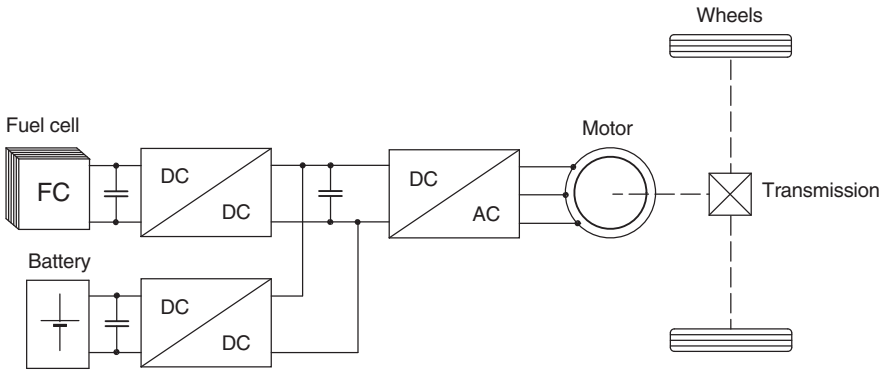 Wheels
Fuel cell
Motor
FC
DC
DC
DC
AC
Transmission
Battery
DC
DC